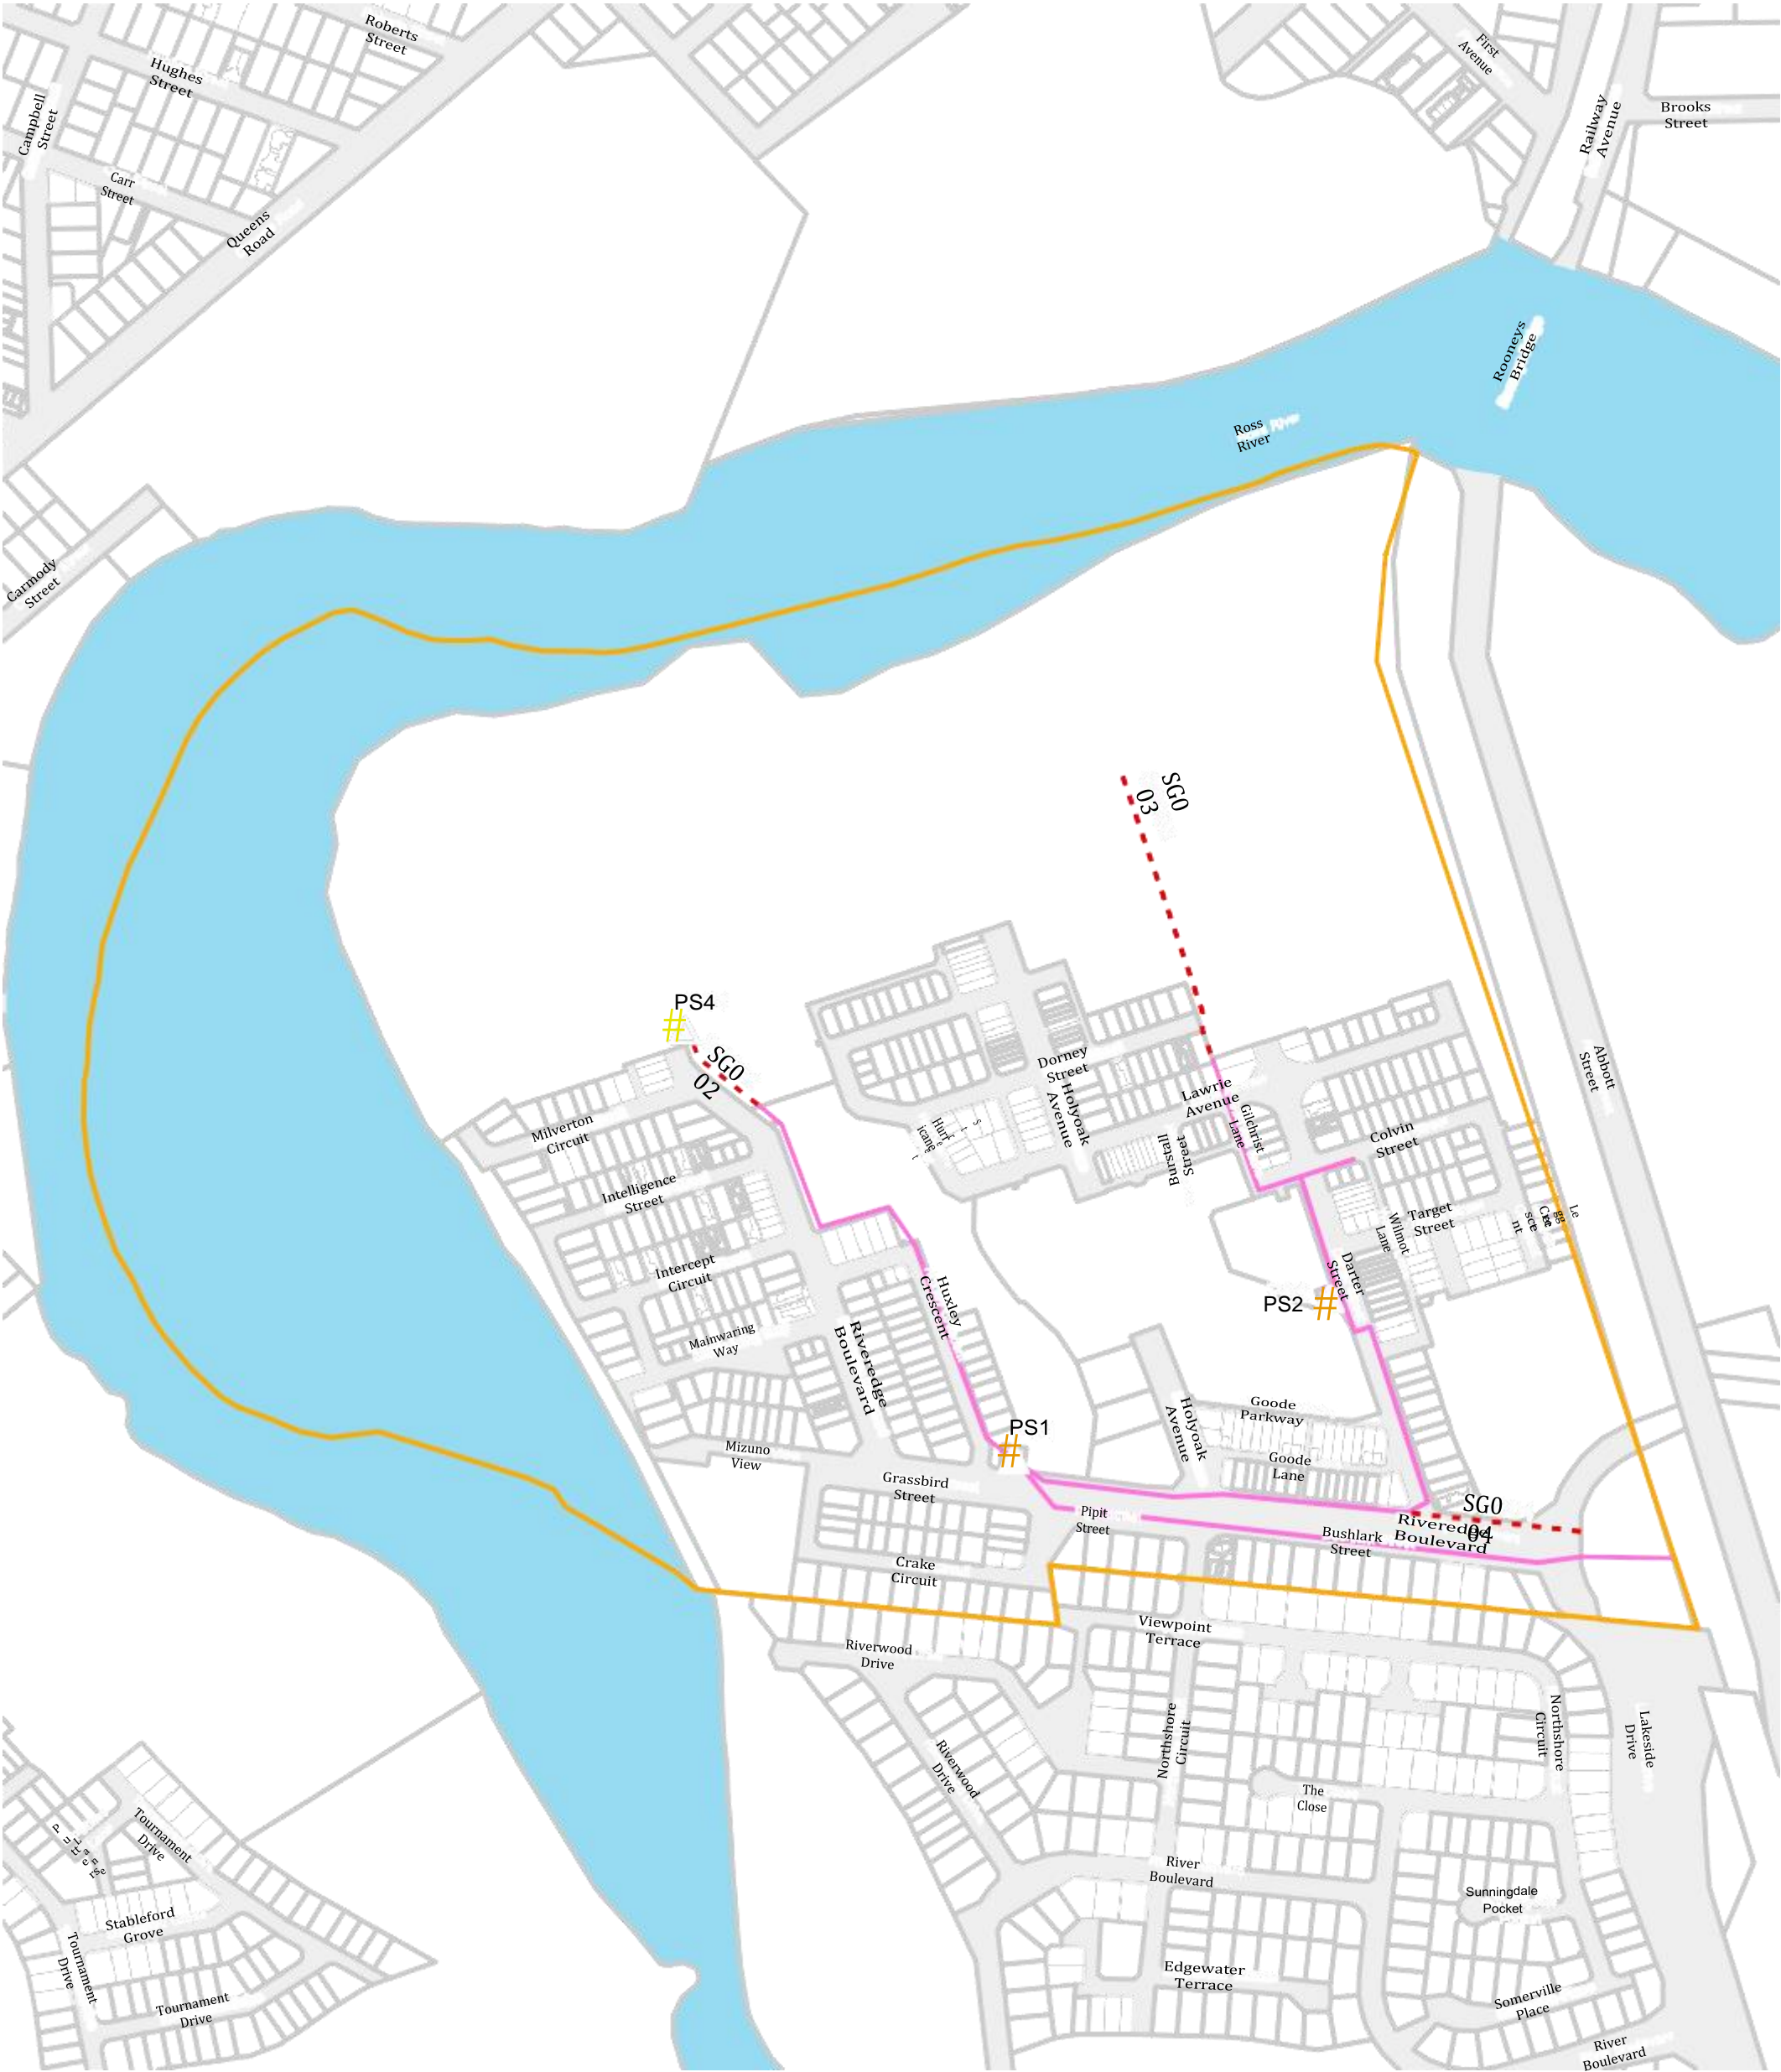 Roberts
Street
First
Avenue
Hughes
Street
Campbell
Street
Railway
Avenue
Brooks
Street
Carr
Street
Queens
Road
Rooneys
Bridge
Ross
River
Carmody
Street
SG0
03
PS4
SG0
02
Dorney
Street
Holyoak
Avenue
Lawrie
Avenue
Gilchrist
Lane
Abbott
Street
Milverton
Circuit
Burstall
Street
Colvin
Street
Intelligence
Street
Target
Street
Wilmot
Lane
Intercept
Circuit
Darter
Street
Huxley
Crescent
PS2
Mainwaring
Way
Riveredge
Boulevard
Goode
Parkway
Holyoak
Avenue
PS1
Mizuno
View
Goode
Lane
Grassbird
Street
SG0
04
Pipit
Street
Riveredge
Boulevard
Bushlark
Street
Crake
Circuit
Viewpoint
Terrace
Riverwood
Drive
Northshore
Circuit
Northshore
Circuit
Lakeside
Drive
Riverwood
Drive
The
Close
Tournament
Drive
River
Boulevard
Sunningdale
Pocket
Stableford
Grove
Tournament
Drive
Edgewater
Terrace
Somerville
Place
Tournament
Drive
River
Boulevard